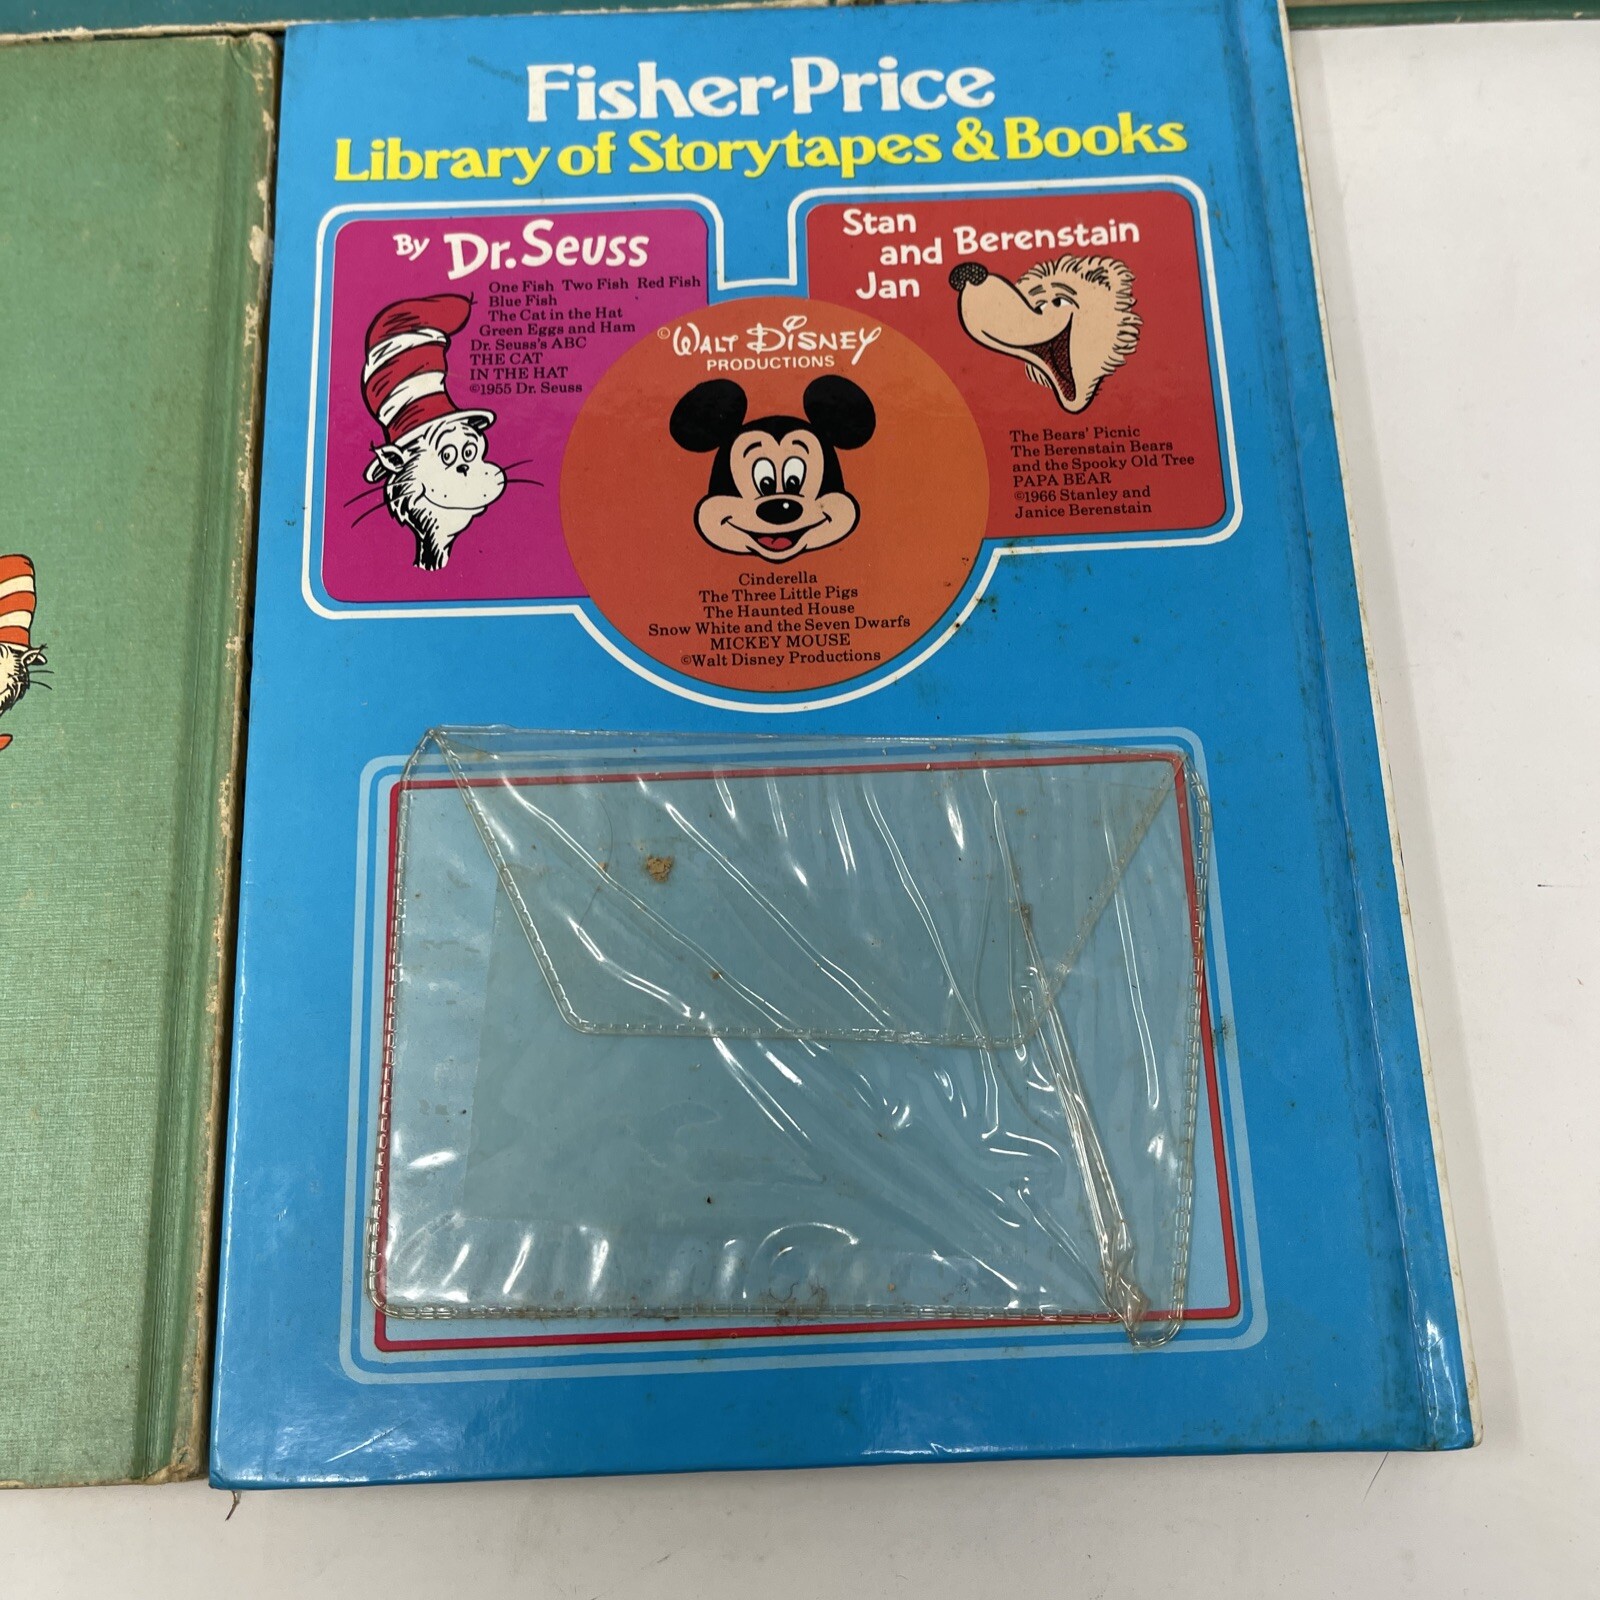 Fisher-Price
Library of Storytapes & Books
By Dr. Seuss
One Fish Two Fish Red Fish
Blue Fish
The Cat in the Hat
Green Eggs and Ham
Dr. Seuss's ABC
THE CAT
IN THE HAT
©1955 Dr. Seuss
Stan
and Berenstain
Jan
The Bears' Picnic
The Berenstain Bears
and the Spooky Old Tree
PAPA BEAR
©1966 Stanley and
Janice Berenstain
©WALT DISNEY
PRODUCTIONS
Cinderella
The Three Little Pigs
The Haunted House
Snow White and the Seven Dwarfs
MICKEY MOUSE
©Walt Disney Productions